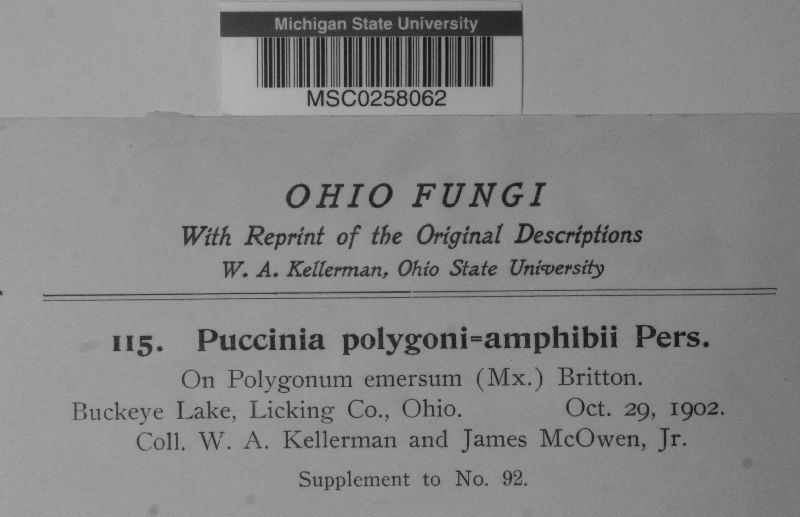 Michigan State University
MSC0258062
OHIO FUNGI
With Reprint of the Original Descriptions
W. A. Kellerman, Ohio State University
115. Puccinia polygoni=amphibii Pers.
On Polygonum emersum (Mx.) Britton.
Buckeye Lake, Licking Co., Ohio. Oct. 29, 1902.
Coll. W. A. Kellerman and James McOwen, Jr.
Supplement to No. 92.